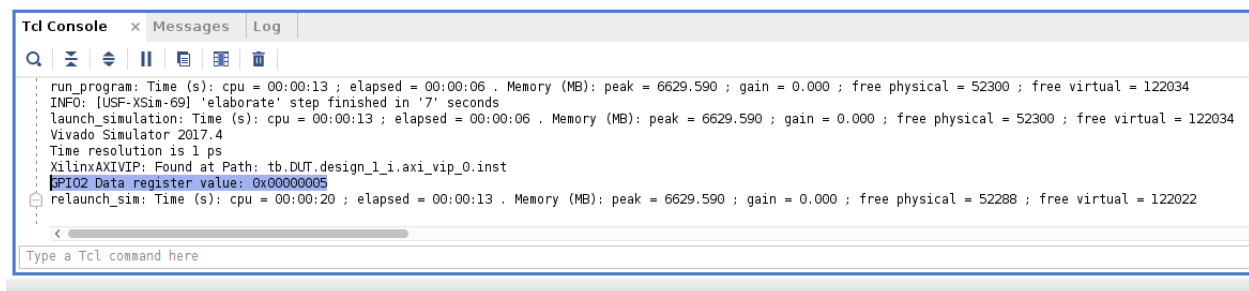 Tcl Console × Messages Log
run_program: Time (s): cpu = 00:00:13 ; elapsed = 00:00:06 . Memory (MB): peak = 6629.590 ; gain = 0.000 ; free physical = 52300 ; free virtual = 122034
INFO: [USF-XSim-69] 'elaborate' step finished in '7' seconds
launch_simulation: Time (s): cpu = 00:00:13 ; elapsed = 00:00:06 . Memory (MB): peak = 6629.590 ; gain = 0.000 ; free physical = 52300 ; free virtual = 122034
Vivado Simulator 2017.4
Time resolution is 1 ps
XilinxAXIVIP: Found at Path: tb.DUT.design_1_i.axi_vip_0.inst
GPIO2 Data register value: 0x00000005
relaunch_sim: Time (s): cpu = 00:00:20 ; elapsed = 00:00:13 . Memory (MB): peak = 6629.590 ; gain = 0.000 ; free physical = 52288 ; free virtual = 122022
Type a Tcl command here